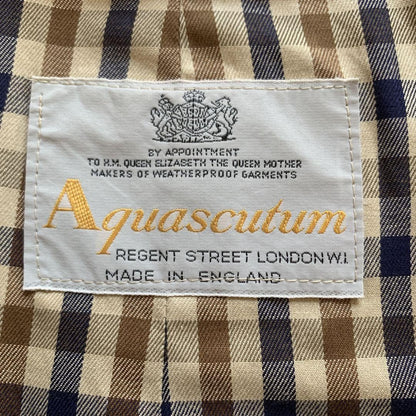 BY APPOINTMENT
TO H.M. QUEEN ELIZABETH THE QUEEN MOTHER
MAKERS OF WEATHERPROOF GARMENTS
Aquascutum
REGENT STREET LONDON W.I.
MADE IN ENGLAND